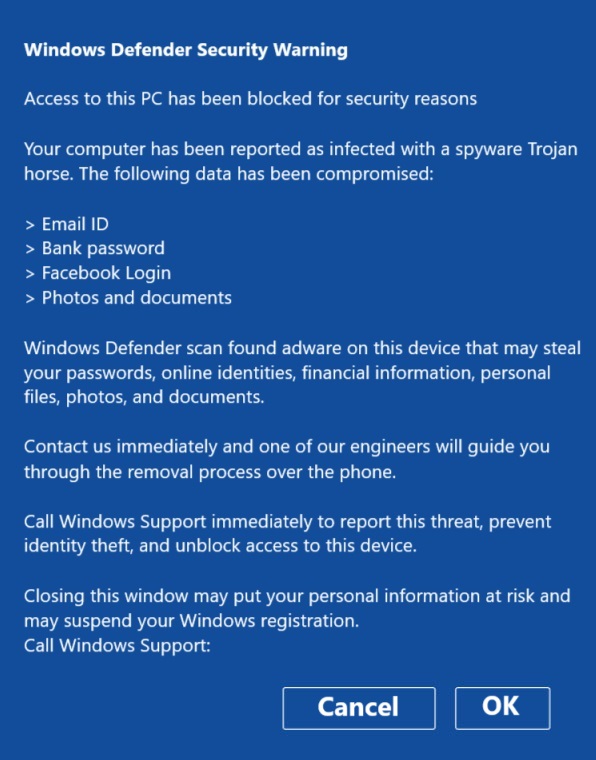 Windows Defender Security Warning
Access to this PC has been blocked for security reasons
Your computer has been reported as infected with a spyware Trojan
horse. The following data has been compromised:
> Email ID
> Bank password
> Facebook Login
> Photos and documents
Windows Defender scan found adware on this device that may steal
your passwords, online identities, financial information, personal
files, photos, and documents.
Contact us immediately and one of our engineers will guide you
through the removal process over the phone.
Call Windows Support immediately to report this threat, prevent
identity theft, and unblock access to this device.
Closing this window may put your personal information at risk and
may suspend your Windows registration.
Call Windows Support:
Cancel OK